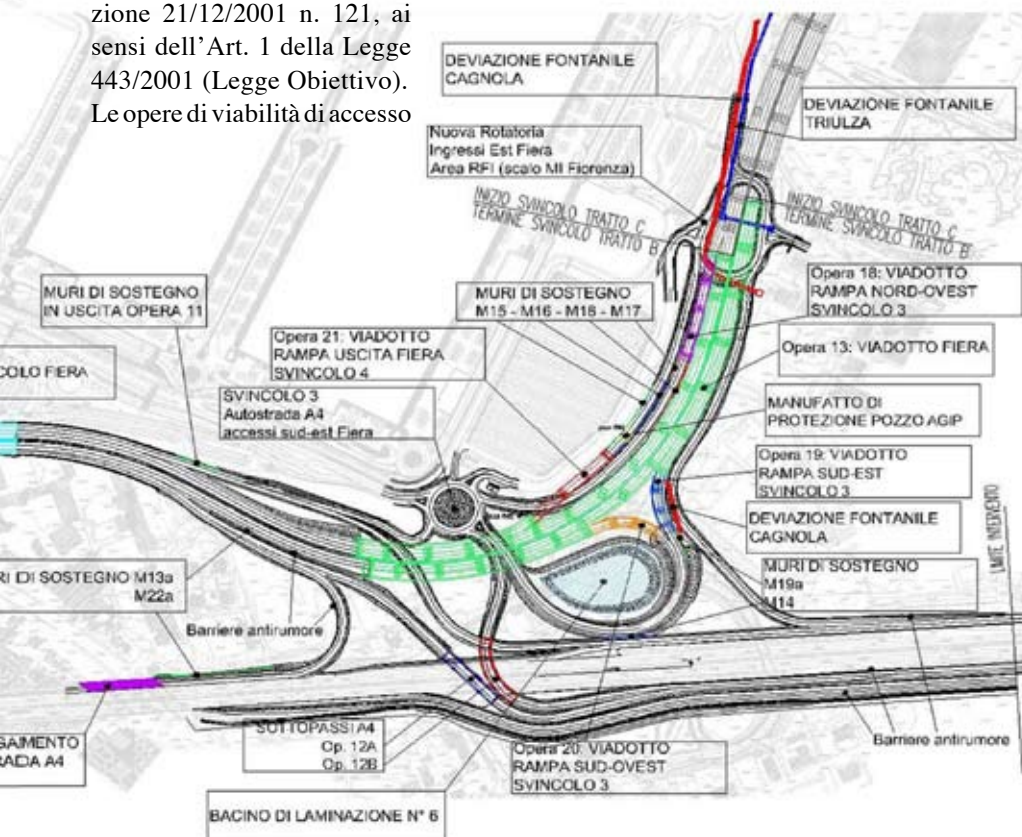 zione 21/12/2001 n. 121, ai
sensi dell'Art. 1 della Legge
443/2001 (Legge Obiettivo).
Le opere di viabilità di accesso
DEVIAZIONE FONTANILE
CAGNOLA
DEVIAZIONE FONTANILE
TRIULZA
Nuova Rotatoria
Ingressi Est Fiera
Area RFI (scalo MI Fiorenza)
INIZIO SVINCOLO TRATTO C
TERMINE SVINCOLO TRATTO B
INIZIO SVINCOLO TRATTO C
TERMINE SVINCOLO TRATTO B
MURI DI SOSTEGNO
IN USCITA OPERA 11
MURI DI SOSTEGNO
M15 - M16 - M18 - M17
Opera 18: VIADOTTO
RAMPA NORD-OVEST
SVINCOLO 3
Opera 21: VIADOTTO
RAMPA USCITA FIERA
SVINCOLO 4
Opera 13: VIADOTTO FIERA
COLO FIERA
SVINCOLO 3
Autostrada A4
accessi sud-est Fiera
MANUFATTO DI
PROTEZIONE POZZO AGIP
Opera 19: VIADOTTO
RAMPA SUD-EST
SVINCOLO 3
DEVIAZIONE FONTANILE
CAGNOLA
LIMITE INTERVENTO
RI DI SOSTEGNO M13a
M22a
MURI DI SOSTEGNO
M19a
M14
Barriere antirumore
SOTTOPASSI A4
Op. 12A
Op. 12B
GAIMENTO
RADA A4
Opera 20: VIADOTTO
RAMPA SUD-OVEST
SVINCOLO 3
Barriere antirumore
BACINO DI LAMINAZIONE N° 6